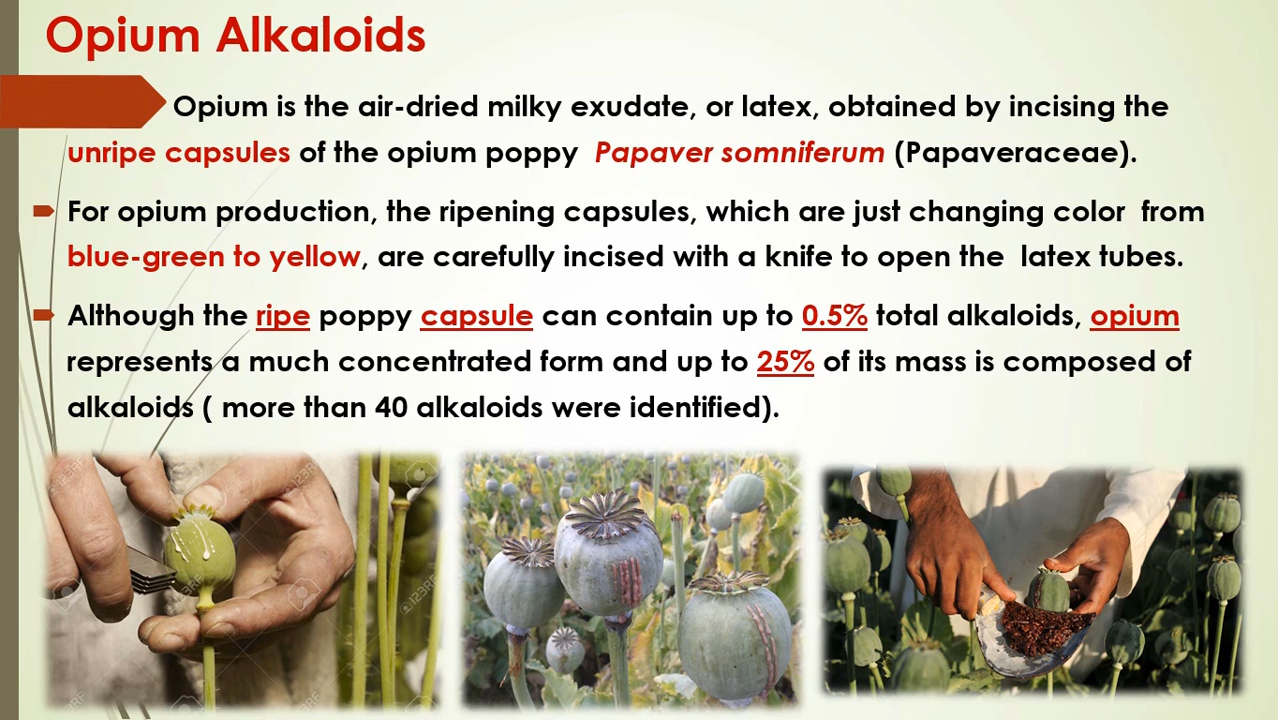 Opium Alkaloids
Opium is the air-dried milky exudate, or latex, obtained by incising the
unripe capsules of the opium poppy Papaver somniferum (Papaveraceae).
For opium production, the ripening capsules, which are just changing color from
blue-green to yellow, are carefully incised with a knife to open the latex tubes.
Although the ripe poppy capsule can contain up to 0.5% total alkaloids, opium
represents a much concentrated form and up to 25% of its mass is composed of
alkaloids ( more than 40 alkaloids were identified).
123RF
123RF